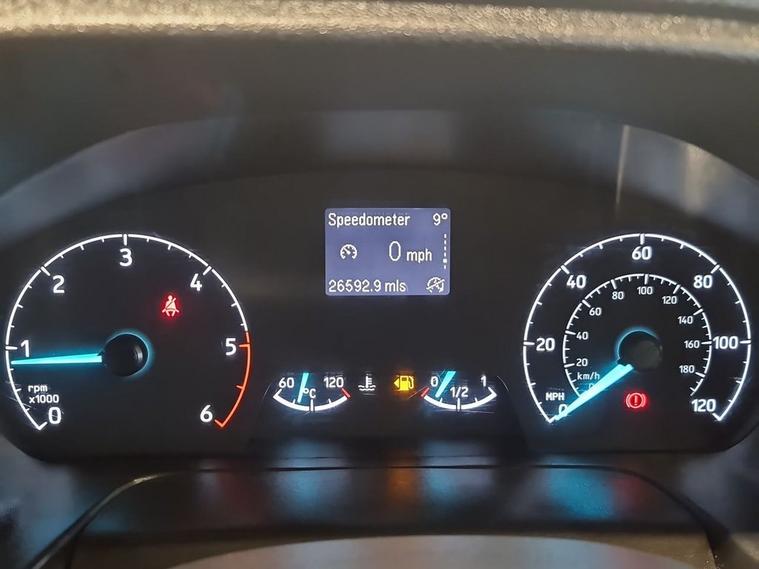 Speedometer 9°
0 mph
26592.9 mls
0 1 2 3 4 5 6
rpm
x1000
60 °C 120
0 1/2 1
0 20 40 60 80 100 120
MPH
20 40 60 80 100 120 140 160 180
km/h